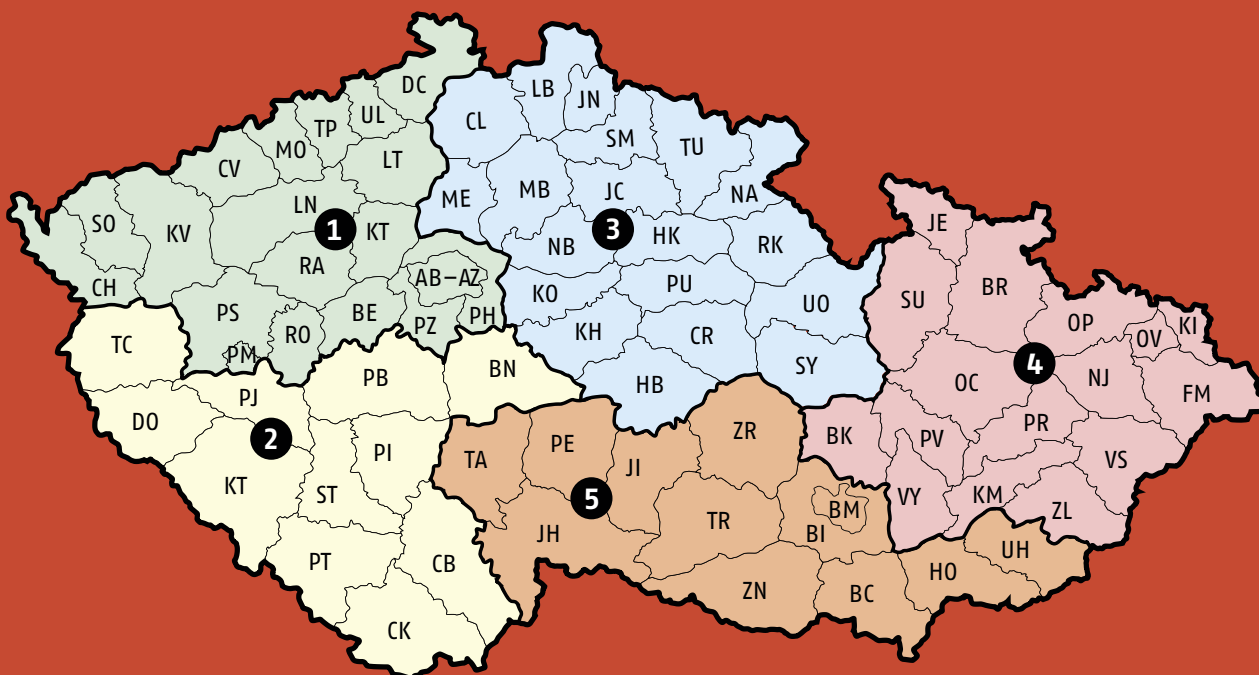 DC
UL
TP
MO
CV
LT
SO
KV
LN
1
KT
CH
RA
AB–AZ
PS
RO
BE
PZ
PH
PM
CL
LB
JN
SM
TU
ME
MB
JC
NA
NB
3
HK
RK
KO
PU
UO
KH
CR
SY
HB
JE
SU
BR
OP
OV
KI
4
OC
NJ
FM
BK
PV
PR
VS
VY
KM
ZL
TC
PB
BN
PJ
DO
2
PI
KT
ST
PT
CB
CK
TA
PE
JI
ZR
5
JH
TR
BM
BI
ZN
BC
HO
UH